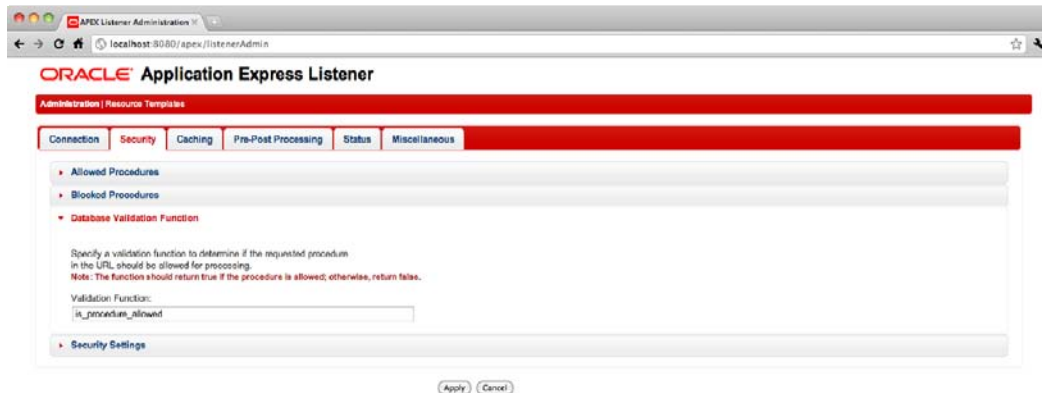 APEX Listener Administration
localhost:8080/apex/listenerAdmin
ORACLE Application Express Listener
Administration | Resource Templates
Connection Security Caching Pre-Post Processing Status Miscellaneous
Allowed Procedures
Blocked Procedures
Database Validation Function
Specify a validation function to determine if the requested procedure
in the URL should be allowed for processing.
Note: The function should return true if the procedure is allowed; otherwise, return false.
Validation Function:
is_procedure_allowed
Security Settings
Apply Cancel